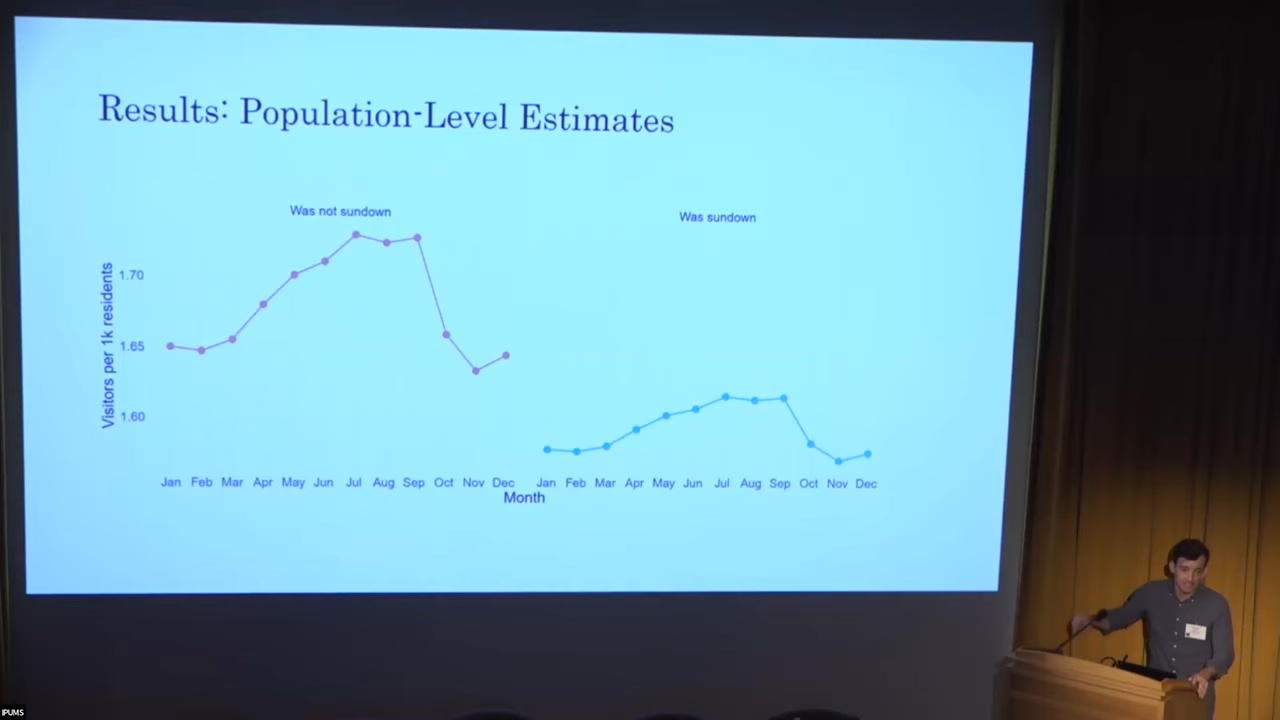 Results: Population-Level Estimates
Was not sundown
Was sundown
Visitors per 1k residents
1.70
1.65
1.60
Jan Feb Mar Apr May Jun Jul Aug Sep Oct Nov Dec
Jan Feb Mar Apr May Jun Jul Aug Sep Oct Nov Dec
Month
IPUMS